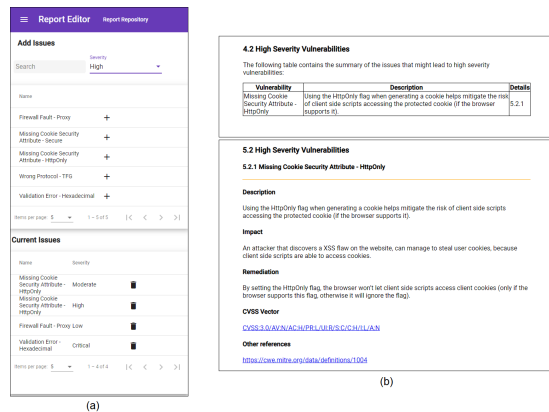 Report Editor Report Repository
Add Issues
Search
Severity
High
Name
Firewall Fault - Proxy +
Missing Cookie Security
Attribute - Secure +
Missing Cookie Security
Attribute - HttpOnly +
Wrong Protocol - TFG +
Validation Error - Hexadecimal +
Items per page 5 1 – 5 of 5 |< < > >|
Current Issues
Name Severity
Missing Cookie
Security Attribute - Moderate
HttpOnly
Missing Cookie
Security Attribute - High
HttpOnly
Firewall Fault - Proxy Low
Validation Error - Critical
Hexadecimal
Items per page 5 1 – 4 of 4 |< < > >|
(a)
4.2 High Severity Vulnerabilities
The following table contains the summary of the issues that might lead to high severity
vulnerabilities:
Vulnerability Description Details
Missing Cookie Using the HttpOnly flag when generating a cookie helps mitigate the risk
Security Attribute - of client side scripts accessing the protected cookie (if the browser 5.2.1
HttpOnly supports it).
5.2 High Severity Vulnerabilities
5.2.1 Missing Cookie Security Attribute - HttpOnly
Description
Using the HttpOnly flag when generating a cookie helps mitigate the risk of client side scripts
accessing the protected cookie (if the browser supports it).
Impact
An attacker that discovers a XSS flaw on the website, can manage to steal user cookies, because
client side scripts are able to access cookies.
Remediation
By setting the HttpOnly flag, the browser won't let client side scripts access client cookies (only if the
browser supports this flag, otherwise it will ignore the flag).
CVSS Vector
CVSS:3.0/AV:N/AC:H/PR:L/UI:R/S:C/C:H/I:L/A:N
Other references
https://cwe.mitre.org/data/definitions/1004
(b)